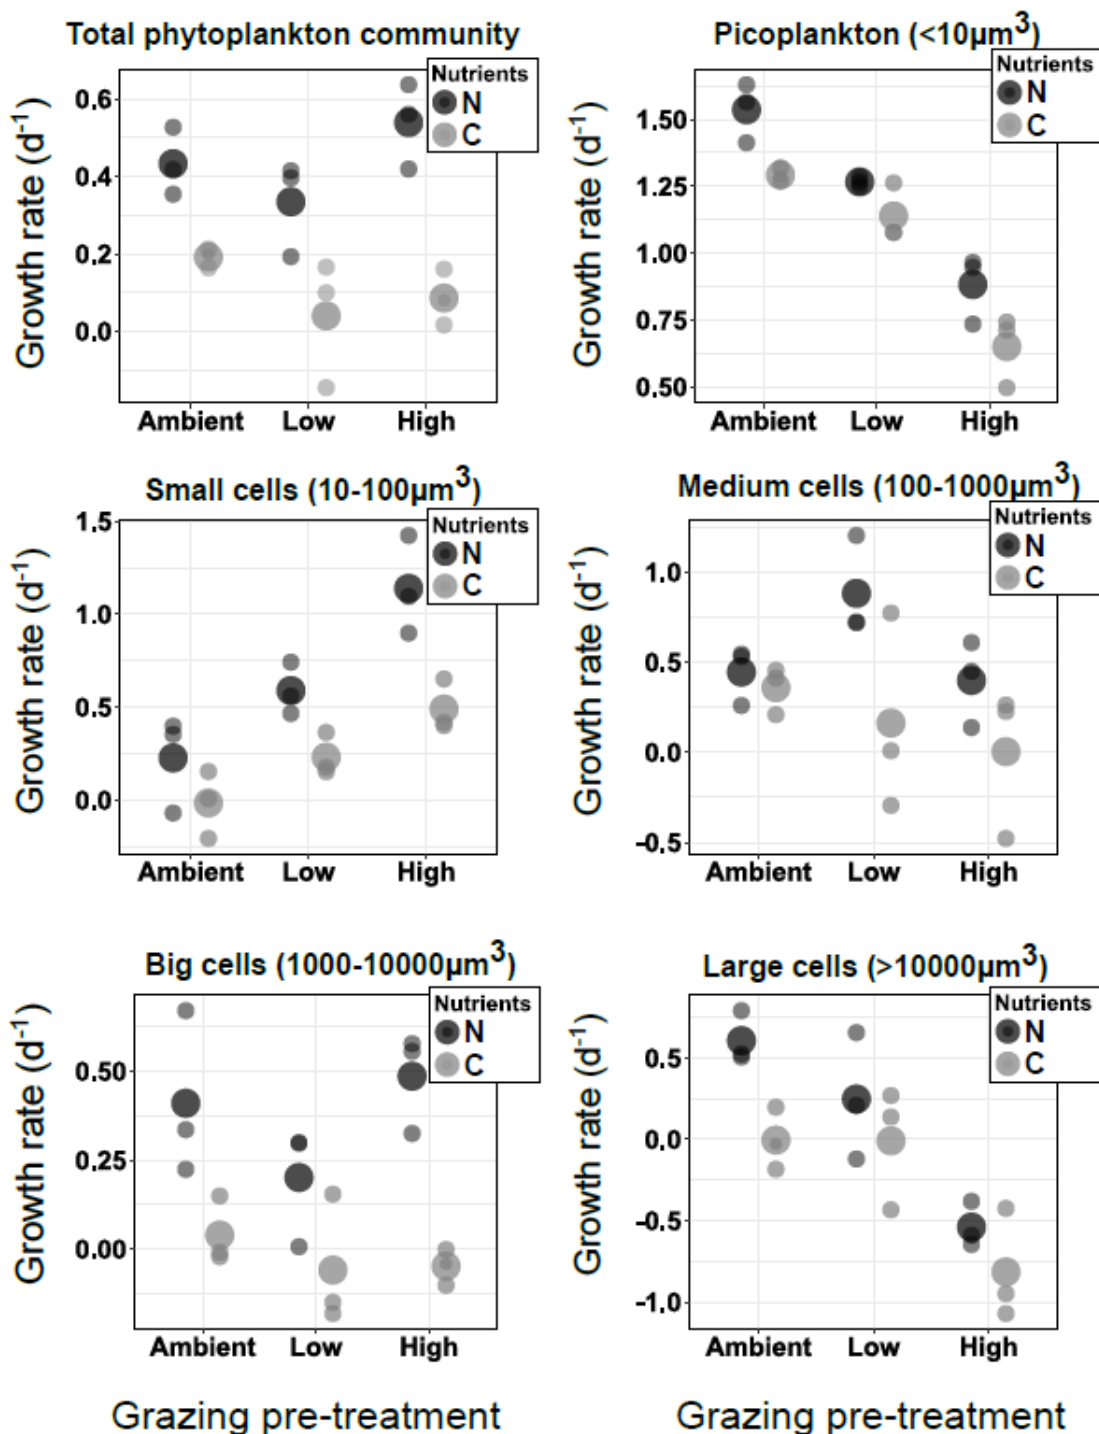 Total phytoplankton community
Nutrients
N
C
Growth rate (d⁻¹)
0.6
0.4
0.2
0.0
Ambient Low High
Picoplankton (<10µm³)
Nutrients
N
C
Growth rate (d⁻¹)
1.50
1.25
1.00
0.75
0.50
Ambient Low High
Small cells (10-100µm³)
Nutrients
N
C
Growth rate (d⁻¹)
1.5
1.0
0.5
0.0
Ambient Low High
Medium cells (100-1000µm³)
Nutrients
N
C
Growth rate (d⁻¹)
1.0
0.5
0.0
-0.5
Ambient Low High
Big cells (1000-10000µm³)
Nutrients
N
C
Growth rate (d⁻¹)
0.50
0.25
0.00
Ambient Low High
Grazing pre-treatment
Large cells (>10000µm³)
Nutrients
N
C
Growth rate (d⁻¹)
0.5
0.0
-0.5
-1.0
Ambient Low High
Grazing pre-treatment